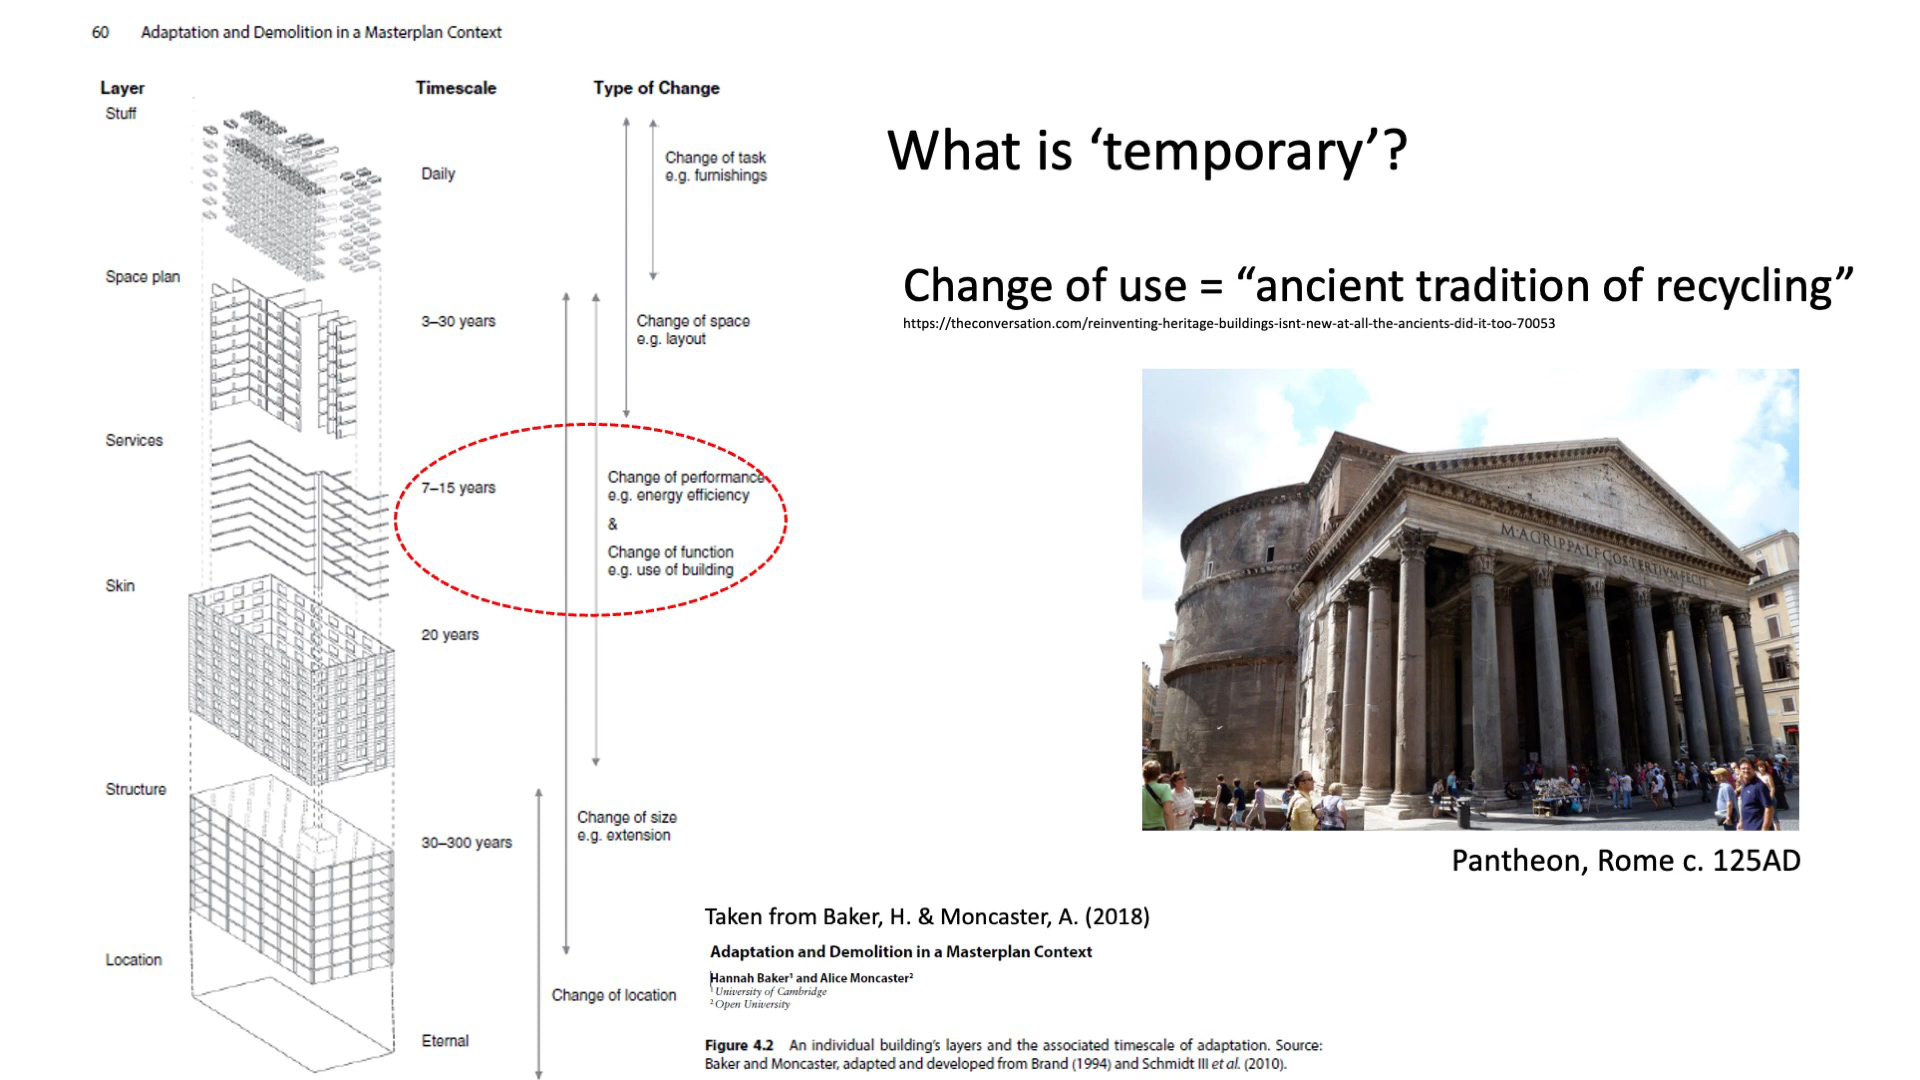 60 Adaptation and Demolition in a Masterplan Context
Layer
Timescale
Type of Change
Stuff
Daily
Change of task
e.g. furnishings
Space plan
3–30 years
Change of space
e.g. layout
Services
7–15 years
Change of performance
e.g. energy efficiency
&
Change of function
e.g. use of building
Skin
20 years
Structure
30–300 years
Change of size
e.g. extension
Location
Change of location
Eternal
What is ‘temporary’?
Change of use = “ancient tradition of recycling”
https://theconversation.com/reinventing-heritage-buildings-isnt-new-at-all-the-ancients-did-it-too-70053
M·AGRIPPA·L·F·COS·TERTIVM·FECIT
Pantheon, Rome c. 125AD
Taken from Baker, H. & Moncaster, A. (2018)
Adaptation and Demolition in a Masterplan Context
Hannah Baker¹ and Alice Moncaster²
¹ University of Cambridge
² Open University
Figure 4.2 An individual building's layers and the associated timescale of adaptation. Source:
Baker and Moncaster, adapted and developed from Brand (1994) and Schmidt III et al. (2010).